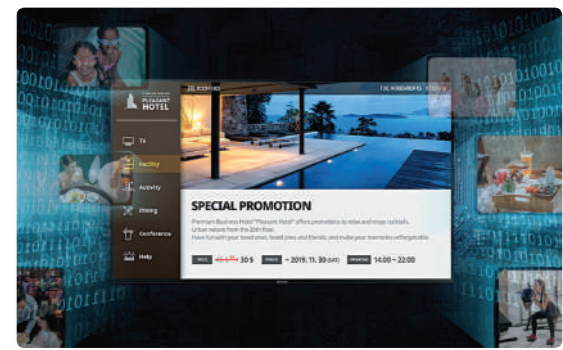 PLEASANT
HOTEL
TV
Facility
Activity
Dining
Conference
Help
SPECIAL PROMOTION
Premium Business Hotel "Pleasant Hotel" offers promotions to relax and enjoy cocktails.
Urban nature from the 20th floor.
Have fun with your loved ones, loved ones and friends, and make your memories unforgettable.
PRICE 30 $ PERIOD ~ 2019. 11. 30 (SAT) 14:00 ~ 22:00